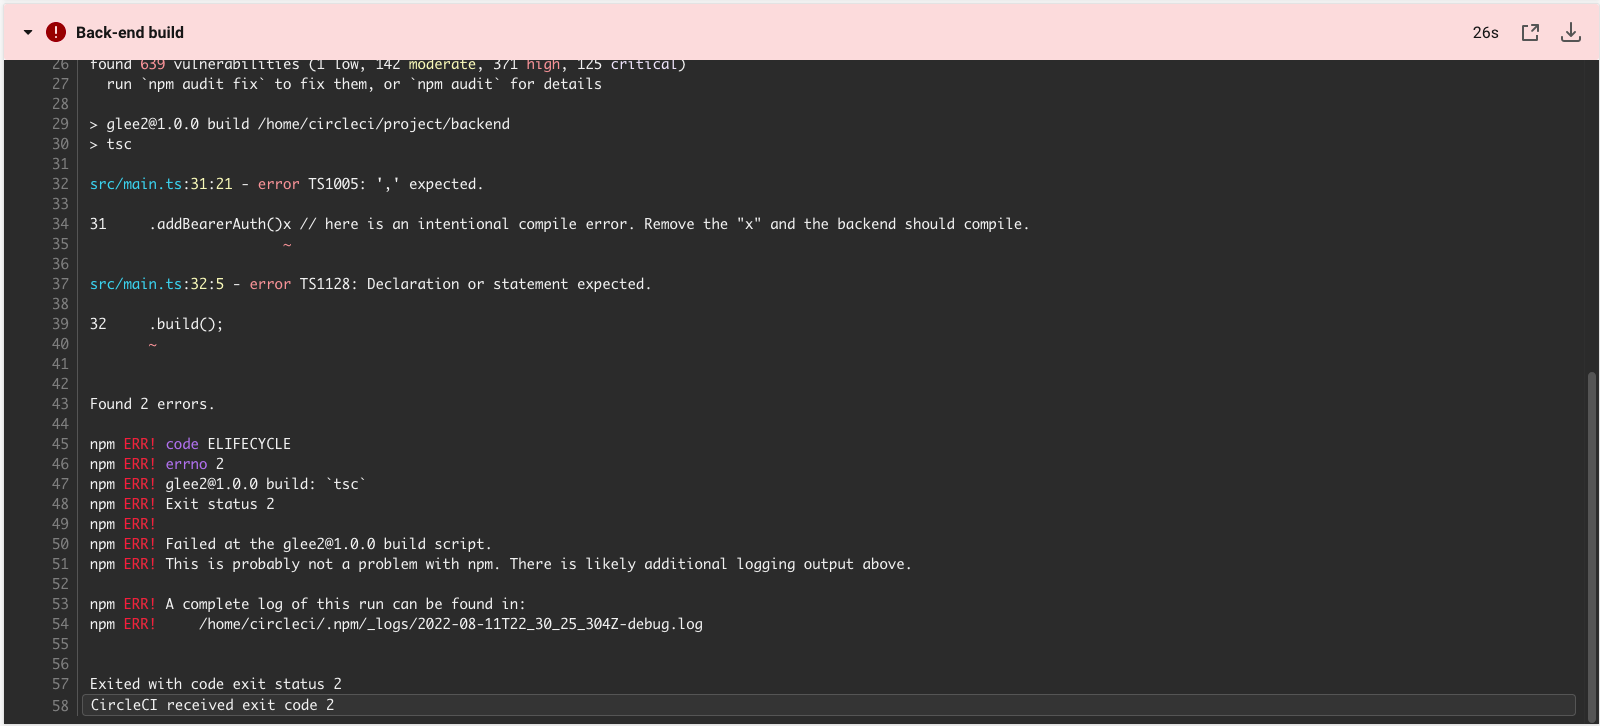 Back-end build 26s
26 found 639 vulnerabilities (1 low, 142 moderate, 371 high, 125 critical)
27   run `npm audit fix` to fix them, or `npm audit` for details
28
29 > glee2@1.0.0 build /home/circleci/project/backend
30 > tsc
31
32 src/main.ts:31:21 - error TS1005: ',' expected.
33
34 31     .addBearerAuth()x // here is an intentional compile error. Remove the "x" and the backend should compile.
35                        ~
36
37 src/main.ts:32:5 - error TS1128: Declaration or statement expected.
38
39 32     .build();
40        ~
41
42
43 Found 2 errors.
44
45 npm ERR! code ELIFECYCLE
46 npm ERR! errno 2
47 npm ERR! glee2@1.0.0 build: `tsc`
48 npm ERR! Exit status 2
49 npm ERR!
50 npm ERR! Failed at the glee2@1.0.0 build script.
51 npm ERR! This is probably not a problem with npm. There is likely additional logging output above.
52
53 npm ERR! A complete log of this run can be found in:
54 npm ERR!     /home/circleci/.npm/_logs/2022-08-11T22_30_25_304Z-debug.log
55
56
57 Exited with code exit status 2
58 CircleCI received exit code 2